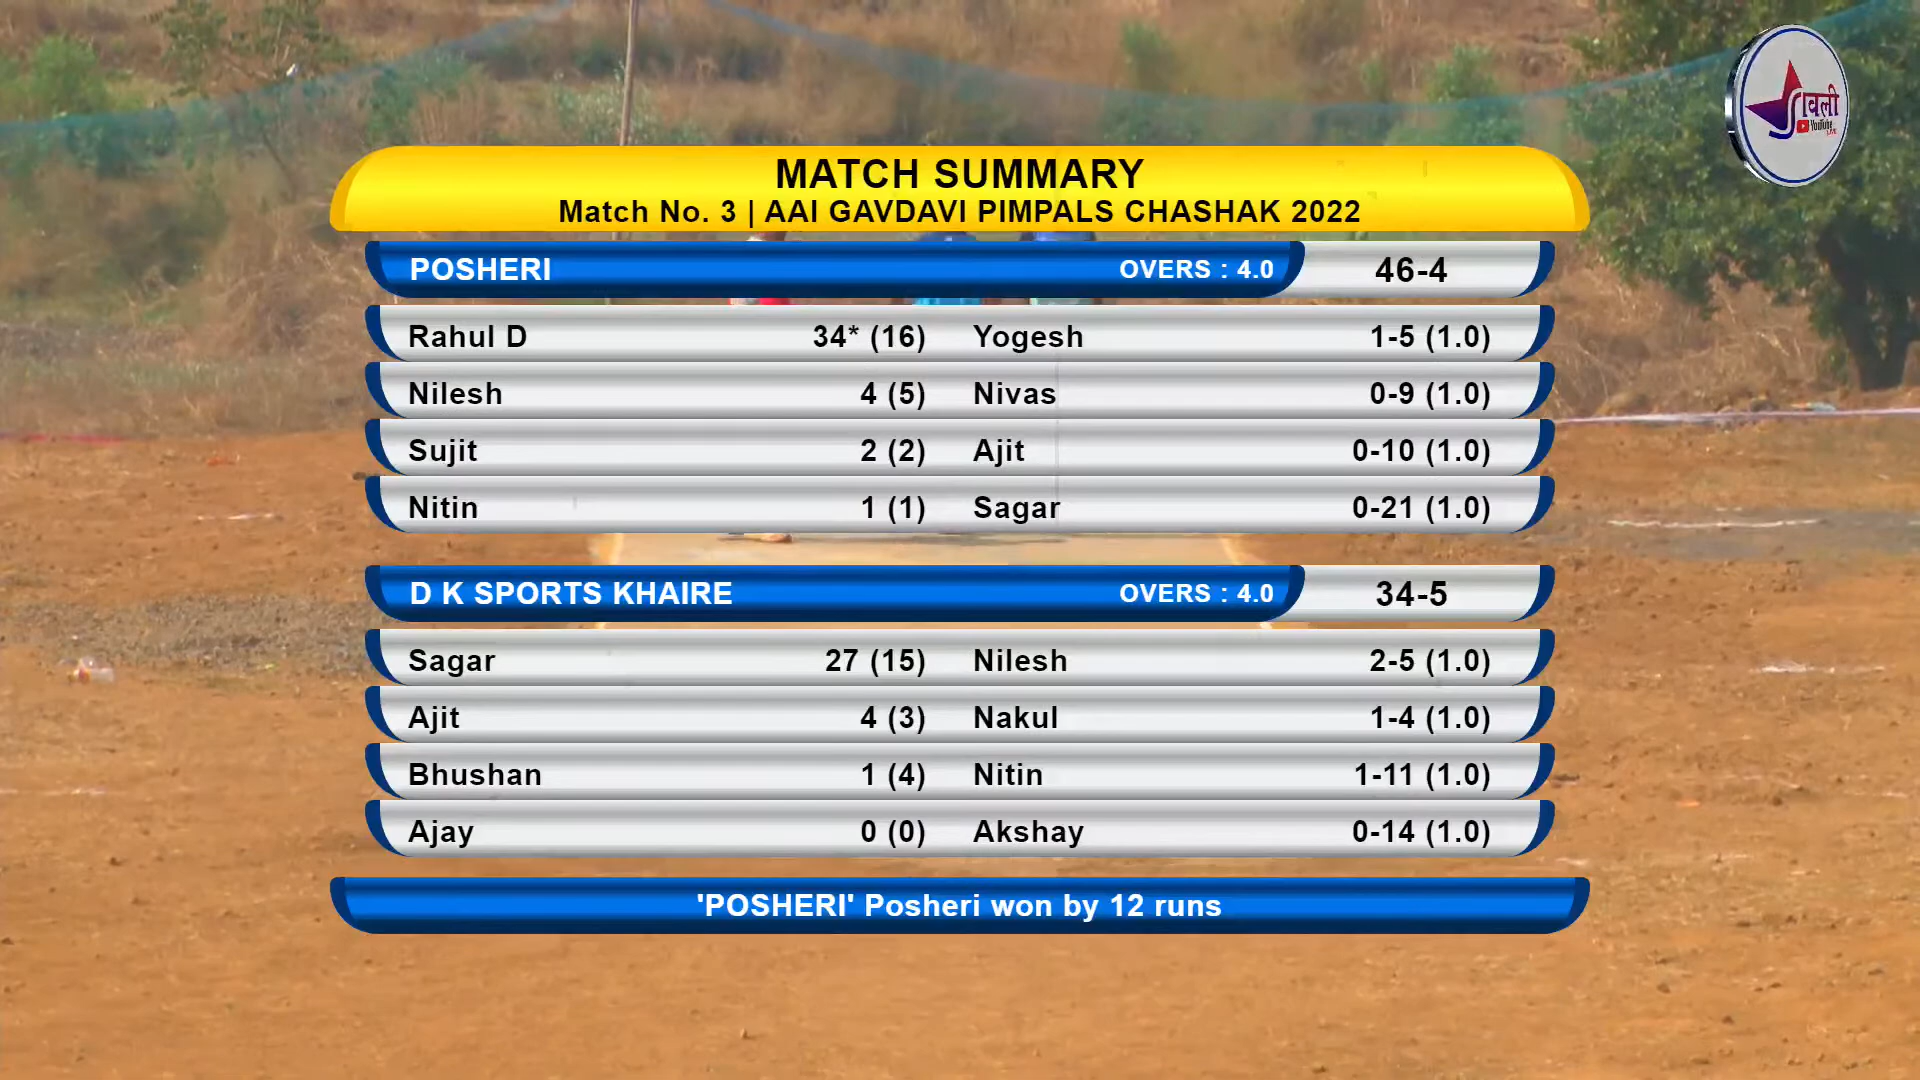 MATCH SUMMARY
Match No. 3 | AAI GAVDAVI PIMPALS CHASHAK 2022
POSHERI OVERS : 4.0 46-4
Rahul D 34* (16) Yogesh 1-5 (1.0)
Nilesh 4 (5) Nivas 0-9 (1.0)
Sujit 2 (2) Ajit 0-10 (1.0)
Nitin 1 (1) Sagar 0-21 (1.0)
D K SPORTS KHAIRE OVERS : 4.0 34-5
Sagar 27 (15) Nilesh 2-5 (1.0)
Ajit 4 (3) Nakul 1-4 (1.0)
Bhushan 1 (4) Nitin 1-11 (1.0)
Ajay 0 (0) Akshay 0-14 (1.0)
'POSHERI' Posheri won by 12 runs
YouTube